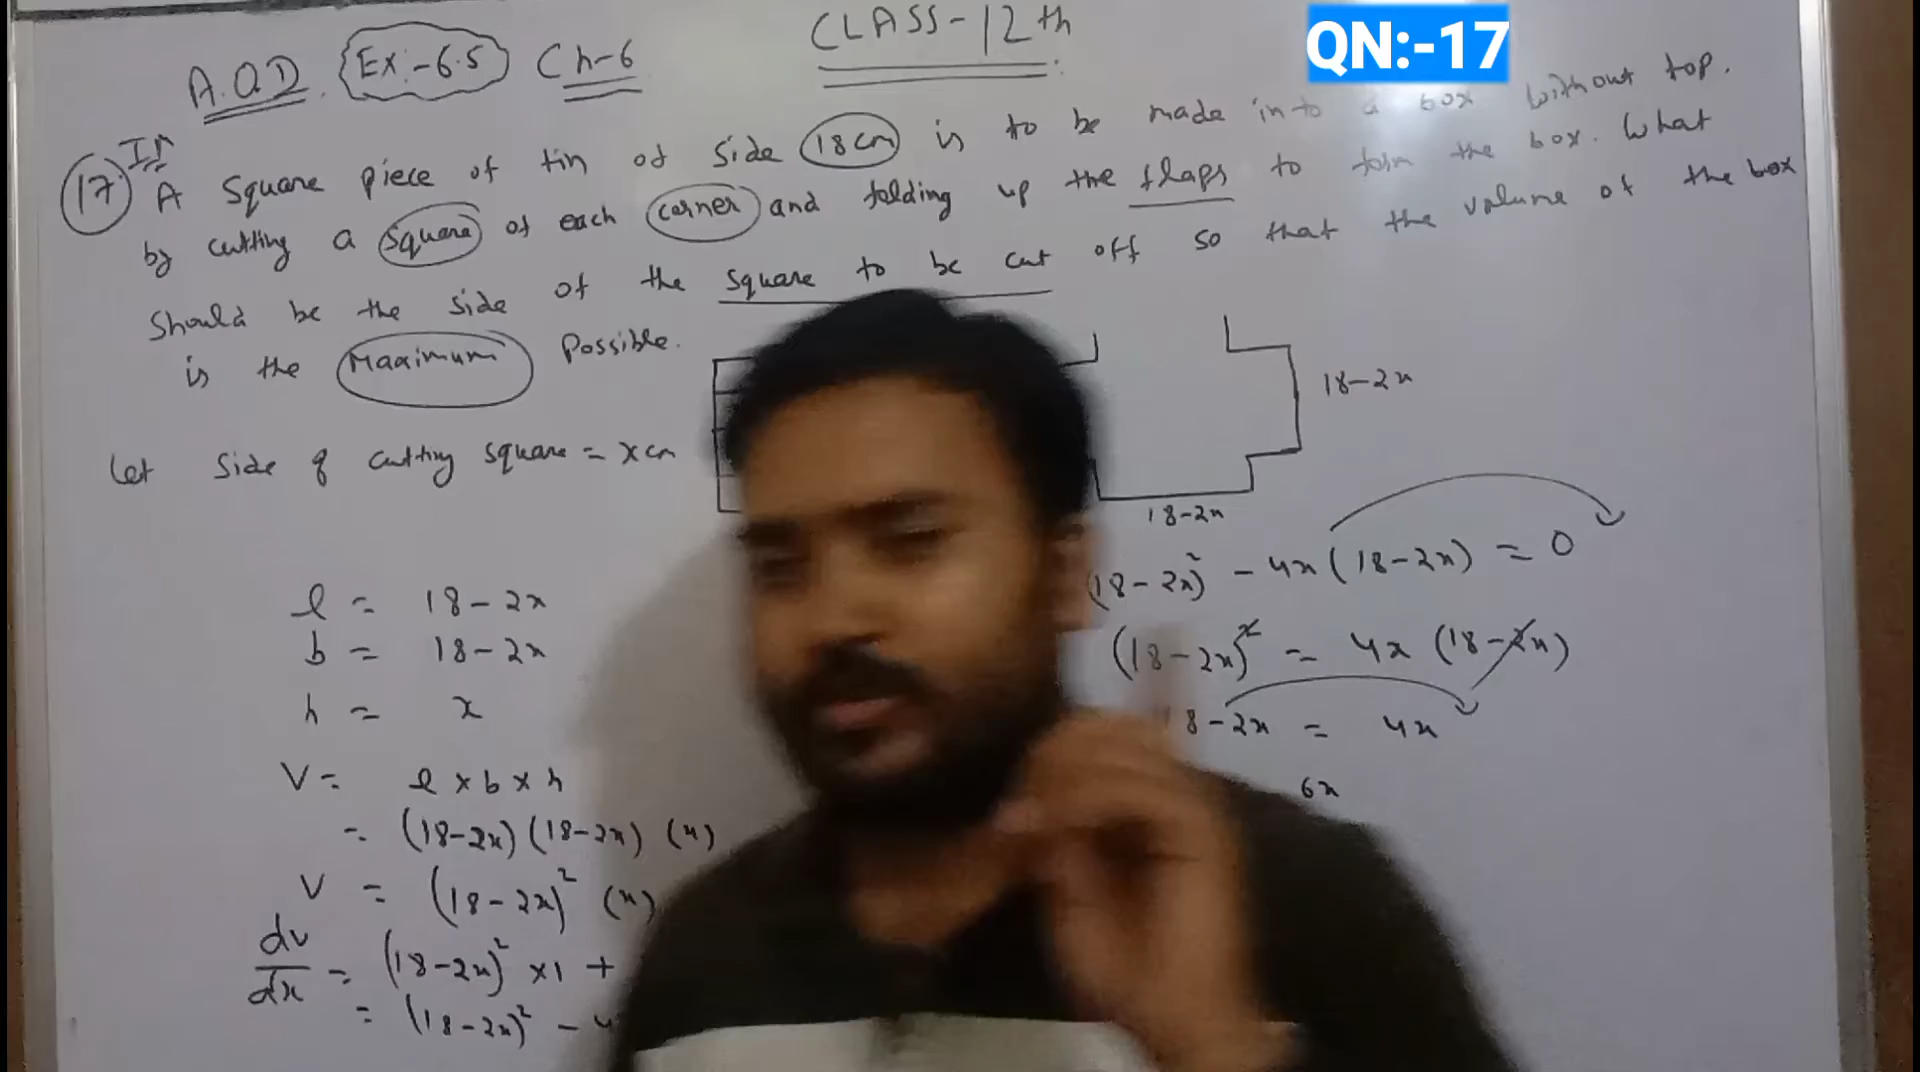 A.O.D. Ex:-6.5 Ch-6
CLASS-12th
QN:-17
Im
17. A square piece of tin of side 18cm is to be made into a box without top.
by cutting a square of each corner and folding up the flaps to form the box. What
should be the side of the square to be cut off so that the volume of the box
is the Maximum possible.
Let side of cutting square = x cm
18-2x
18-2x
l = 18-2x
b = 18-2x
h = x
V = l x b x h
= (18-2x) (18-2x) (x)
V = (18-2x)² (x)
dv/dx = (18-2x)² x1 +
= (18-2x)² - 4
(18-2x)² - 4x (18-2x) = 0
(18-2x)² = 4x (18-2x)
18-2x = 4x
6x